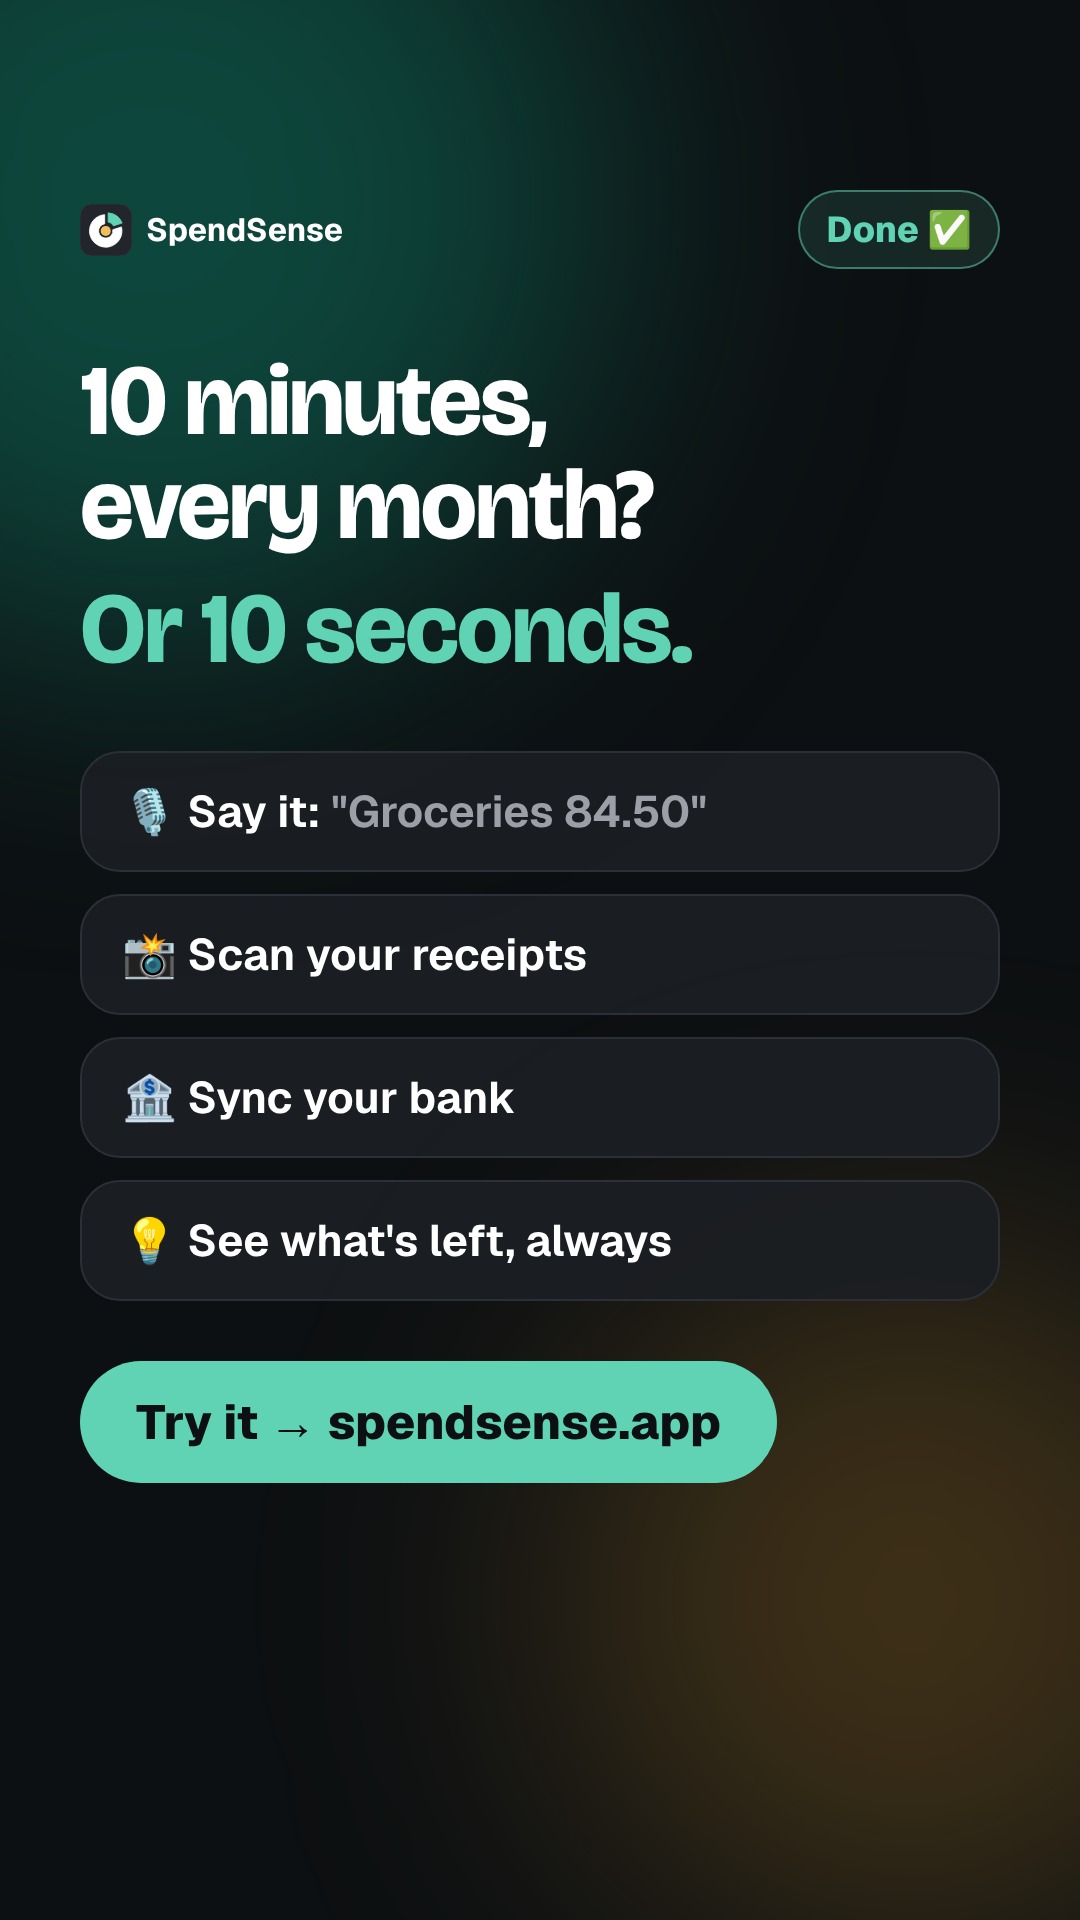 SpendSense
Done ✅
10 minutes,
every month?
Or 10 seconds.
🎙️ Say it: "Groceries 84.50"
📸 Scan your receipts
🏦 Sync your bank
💡 See what's left, always
Try it → spendsense.app